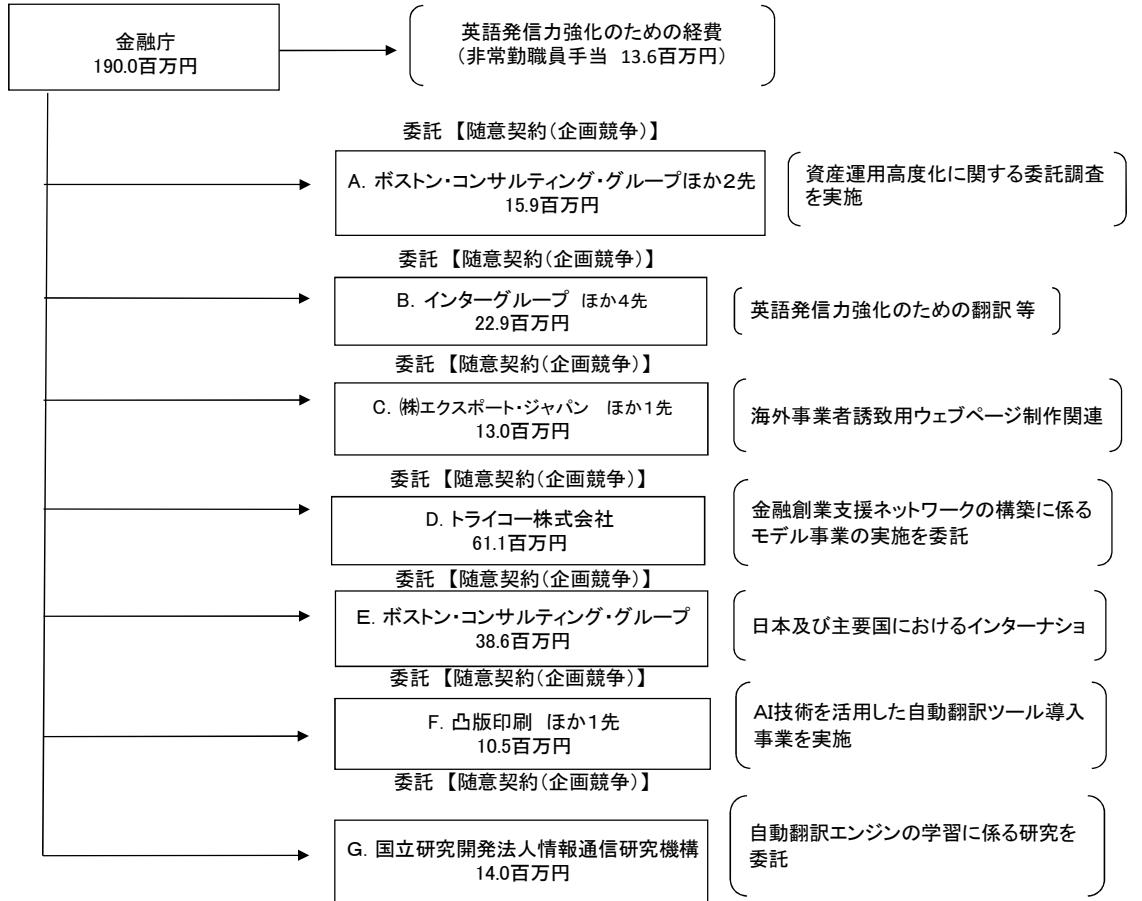 金融庁
190.0百万円
英語発信力強化のための経費
(非常勤職員手当 13.6百万円)
委託 【随意契約(企画競争)】
A. ボストン・コンサルティング・グループほか2先
15.9百万円
資産運用高度化に関する委託調査
を実施
委託 【随意契約(企画競争)】
B. インターグループ ほか4先
22.9百万円
英語発信力強化のための翻訳 等
委託 【随意契約(企画競争)】
C. ㈱エクスポート・ジャパン ほか1先
13.0百万円
海外事業者誘致用ウェブページ制作関連
委託 【随意契約(企画競争)】
D. トライコー株式会社
61.1百万円
金融創業支援ネットワークの構築に係る
モデル事業の実施を委託
委託 【随意契約(企画競争)】
E. ボストン・コンサルティング・グループ
38.6百万円
日本及び主要国におけるインターナショ
委託 【随意契約(企画競争)】
F. 凸版印刷 ほか1先
10.5百万円
AI技術を活用した自動翻訳ツール導入
事業を実施
委託 【随意契約(企画競争)】
G. 国立研究開発法人情報通信研究機構
14.0百万円
自動翻訳エンジンの学習に係る研究を
委託